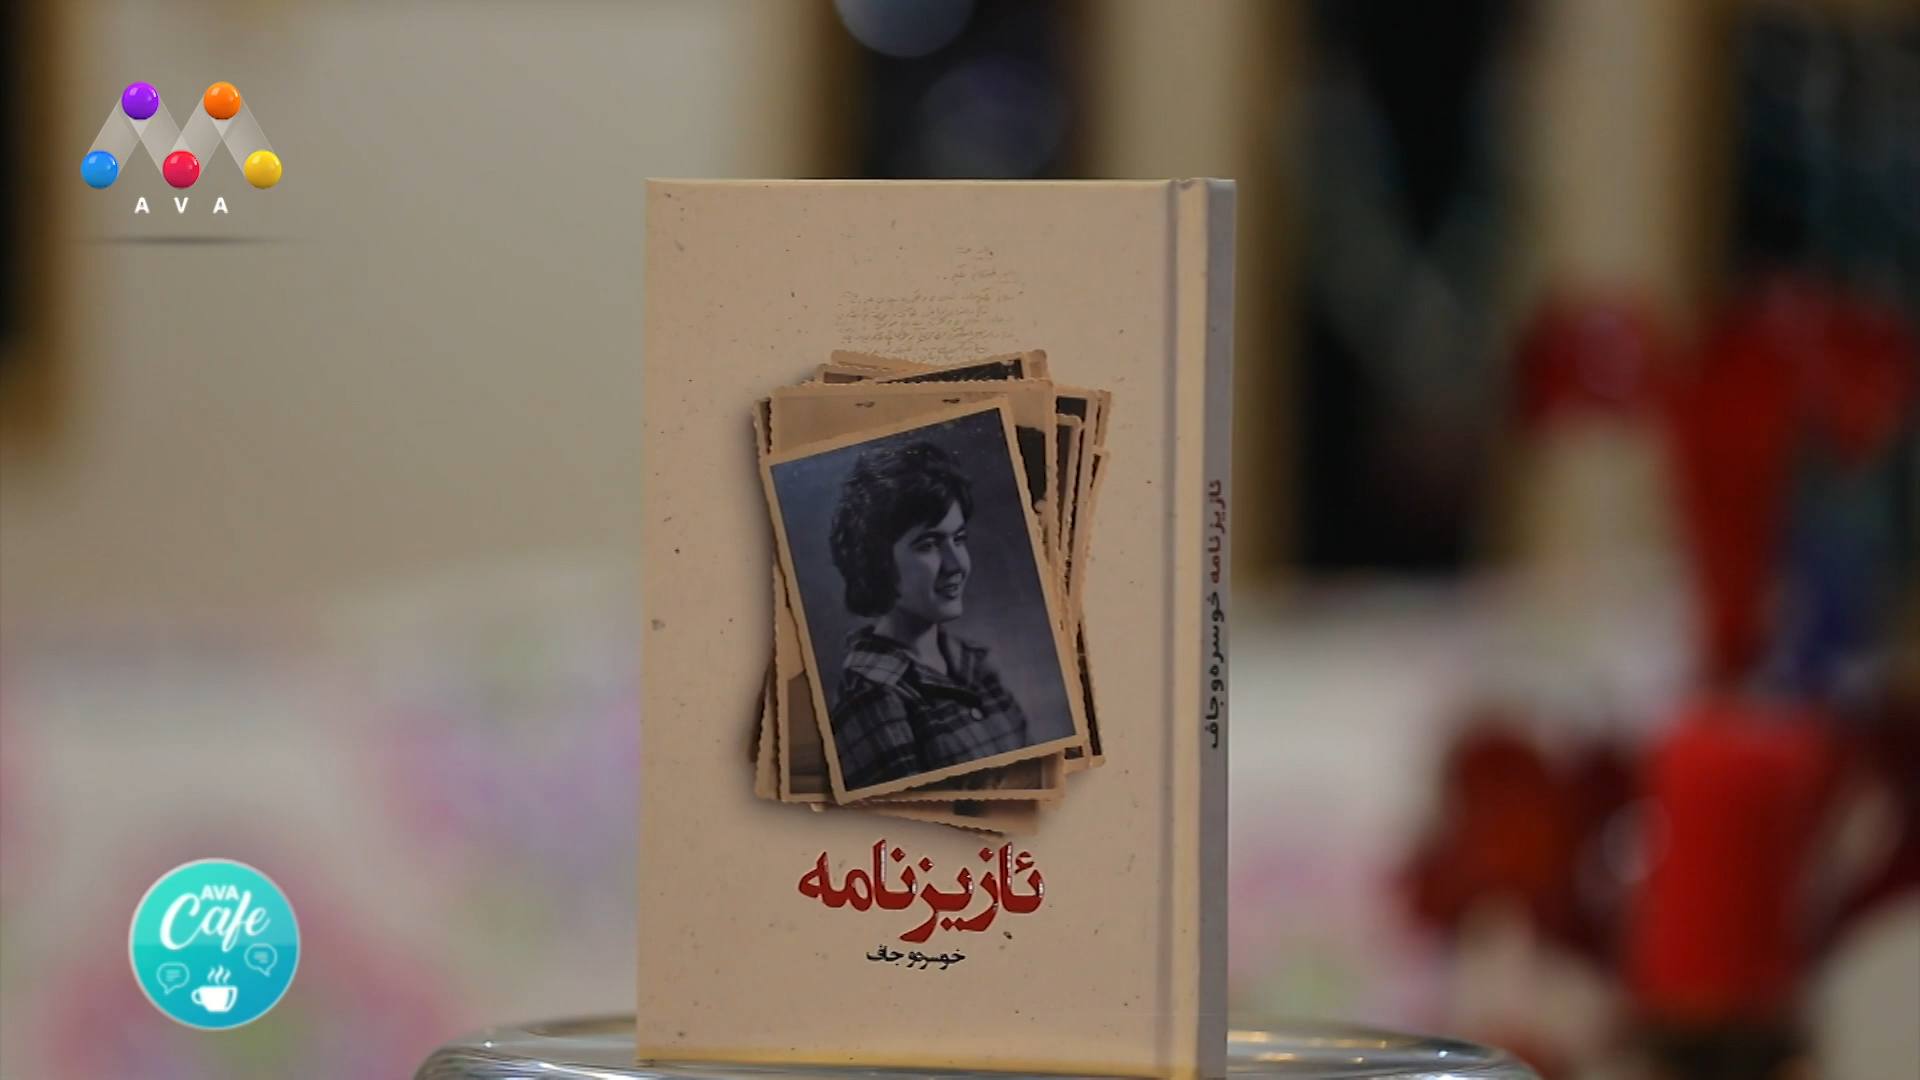 AVA
ئازیزنامە
خوسرەو جاف
ئازیزنامە خوسرەو جاف
AVA
Cafe